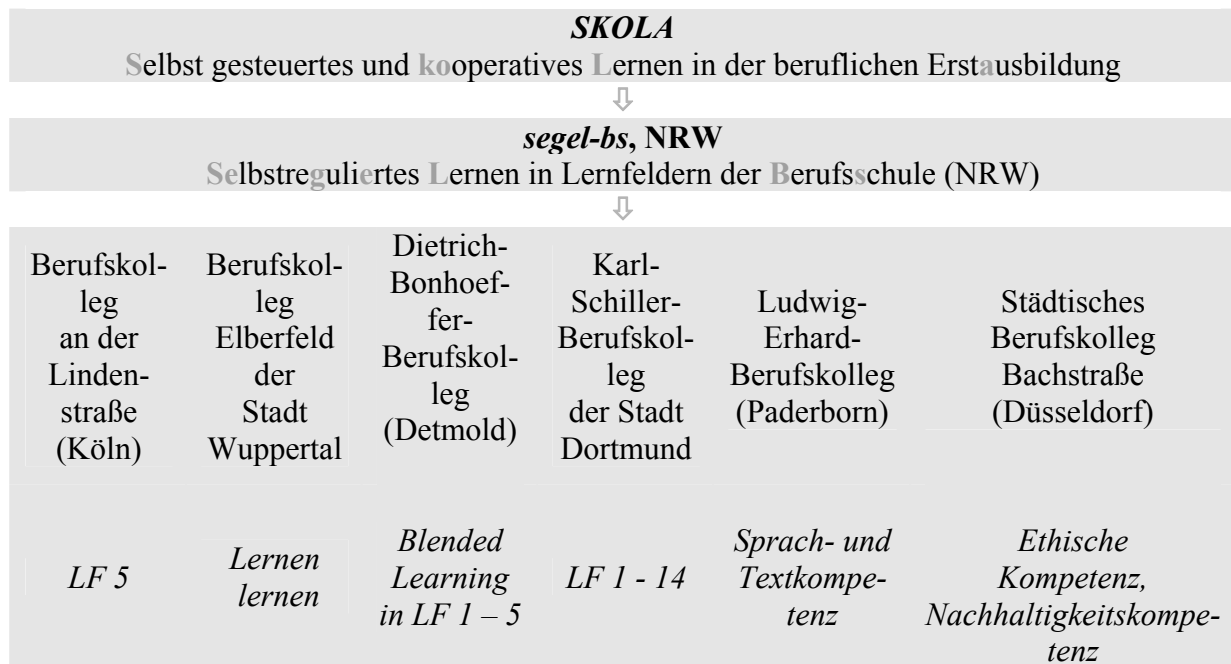 SKOLA
Selbst gesteuertes und kooperatives Lernen in der beruflichen Erstausbildung
segel-bs, NRW
Selbstreguliertes Lernen in Lernfeldern der Berufsschule (NRW)
Berufskol-
leg
an der
Linden-
straße
(Köln)
Berufskol-
leg
Elberfeld
der
Stadt
Wuppertal
Dietrich-
Bonhoef-
fer-
Berufskol-
leg
(Detmold)
Karl-
Schiller-
Berufskol-
leg
der Stadt
Dortmund
Ludwig-
Erhard-
Berufskolleg
(Paderborn)
Städtisches
Berufskolleg
Bachstraße
(Düsseldorf)
LF 5
Lernen
lernen
Blended
Learning
in LF 1 – 5
LF 1 - 14
Sprach- und
Textkompe-
tenz
Ethische
Kompetenz,
Nachhaltigkeitskompe-
tenz